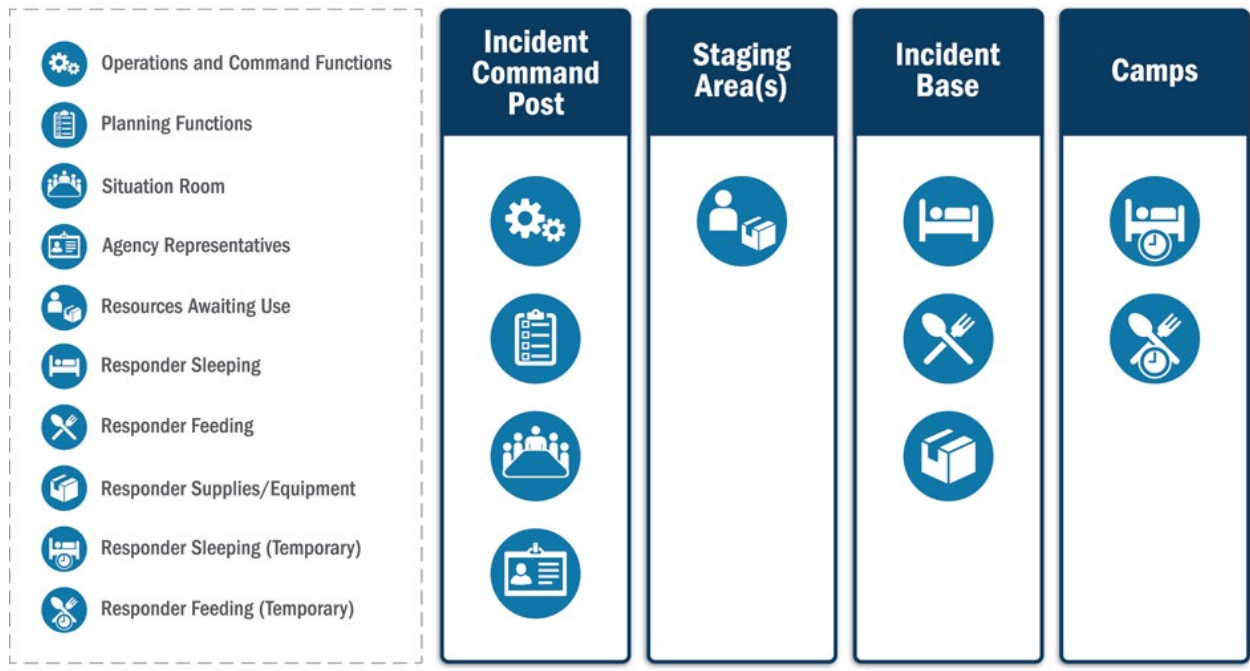 Operations and Command Functions
Planning Functions
Situation Room
Agency Representatives
Resources Awaiting Use
Responder Sleeping
Responder Feeding
Responder Supplies/Equipment
Responder Sleeping (Temporary)
Responder Feeding (Temporary)
Incident
Command
Post
Staging
Area(s)
Incident
Base
Camps